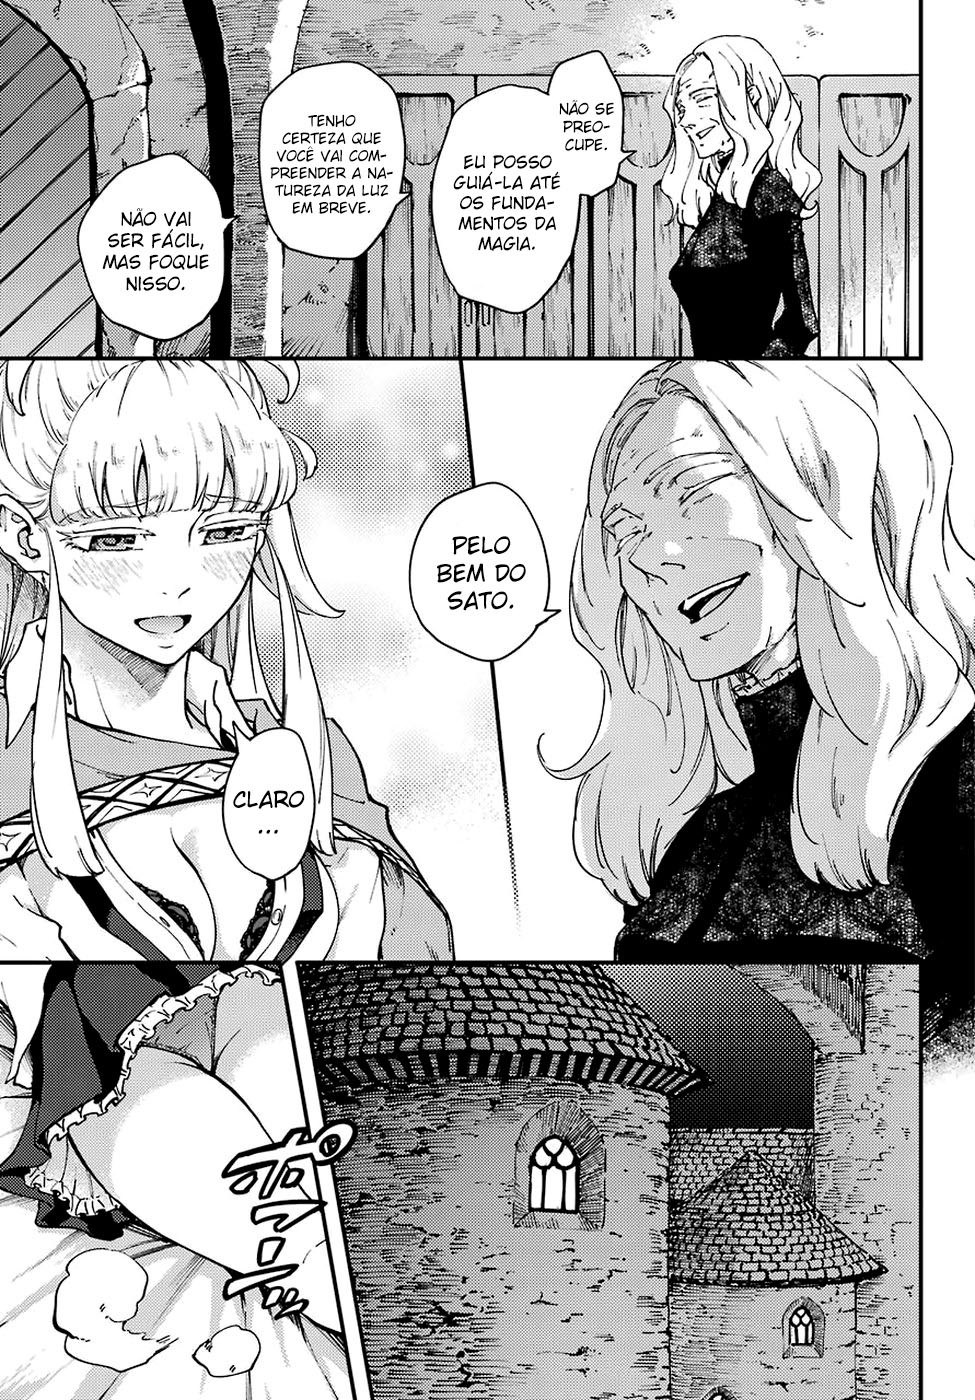 NÃO SE
PREO-
CUPE.
EU POSSO
GUIÁ-LA ATÉ
OS FUNDA-
MENTOS DA
MAGIA.
TENHO
CERTEZA QUE
VOCÊ VAI COM-
PREENDER A NA-
TUREZA DA LUZ
EM BREVE.
NÃO VAI
SER FÁCIL,
MAS FOQUE
NISSO.
PELO
BEM DO
SATO.
CLARO
...